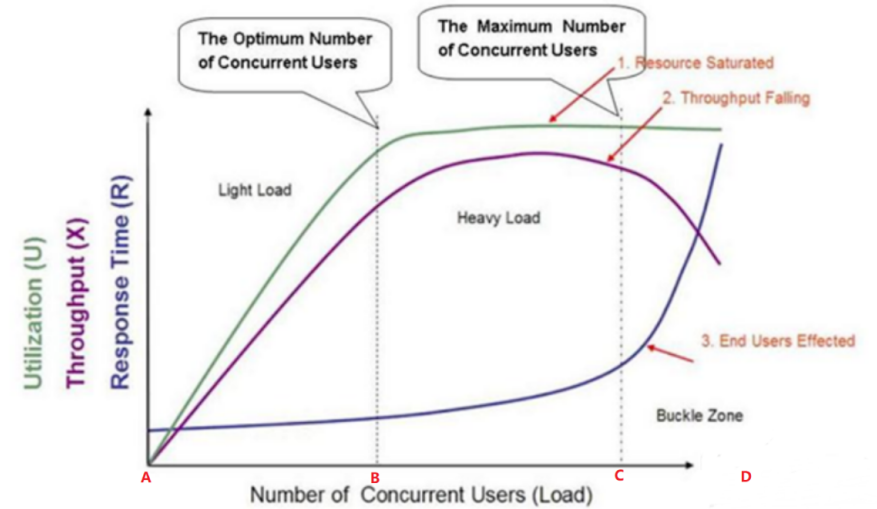 The Optimum Number
of Concurrent Users
The Maximum Number
of Concurrent Users
1. Resource Saturated
2. Throughput Falling
Light Load
Heavy Load
Utilization (U)
Throughput (X)
Response Time (R)
3. End Users Effected
Buckle Zone
A
B
C
D
Number of Concurrent Users (Load)